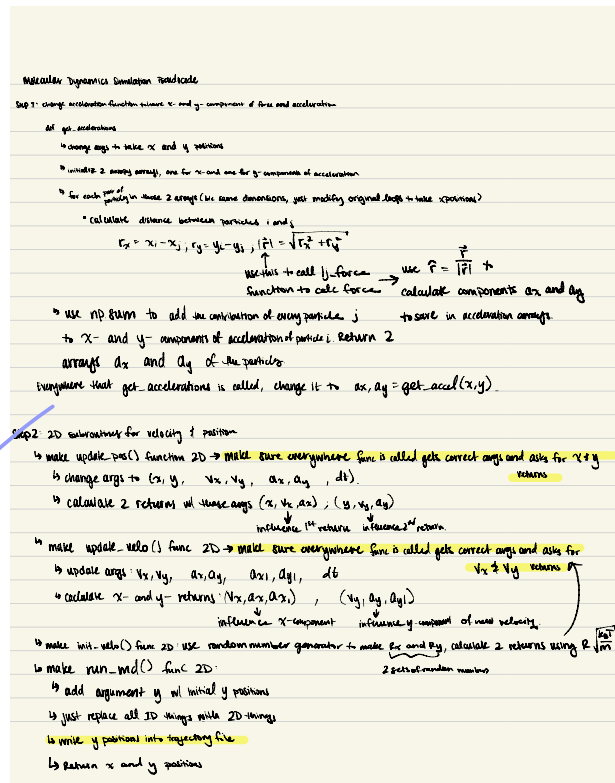 Molecular Dynamics Simulation Pseudocode
Step 1: change acceleration function to have x- and y-component of force and acceleration
def get_accelerations
↳ change args to take x and y positions
↳ initialize 2 empty arrays, one for x- and one for y-components of acceleration
↳ for each pair of particles in those 2 arrays (b/c same dimensions, just modify original loops to take x positions)
• calculate distance between particles i and j
rx = xi - xj ; ry = yi - yj ; |r⃗| = √(rx² + ry²)
use this to call lj_force function to calc force → use r̂ = r⃗/|r⃗| to calculate components ax and ay to save in acceleration arrays.
↳ use np.sum to add the contribution of every particle j
to x- and y- components of acceleration of particle i. Return 2
arrays ax and ay of the particles
Everywhere that get_accelerations is called, change it to ax, ay = get_accel(x,y).
Step 2: 2D subroutines for velocity & position
↳ make update_pos() function 2D → make sure everywhere func is called gets correct args and asks for x & y returns
↳ change args to (x, y, vx, vy, ax, ay, dt).
↳ calculate 2 returns w/ these args (x, vx, ax) ; (y, vy, ay)
influence 1st return influence 2nd return
↳ make update_velo() func 2D → make sure everywhere func is called gets correct args and asks for
vx & vy returns
↳ update args: vx, vy, ax, ay, ax1, ay1, dt
↳ calculate x- and y- returns: (vx, ax, ax1) , (vy, ay, ay1)
influence x-component influence y component of new velocity.
↳ make init_velo() func 2D: use random number generator to make Rx and Ry, calculate 2 returns using R √(kBT/m)
2 sets of random numbers
↳ make run_md() func 2D:
↳ add argument y w/ initial y positions
↳ just replace all 1D things with 2D things
↳ write y positions into trajectory file
↳ Return x and y positions